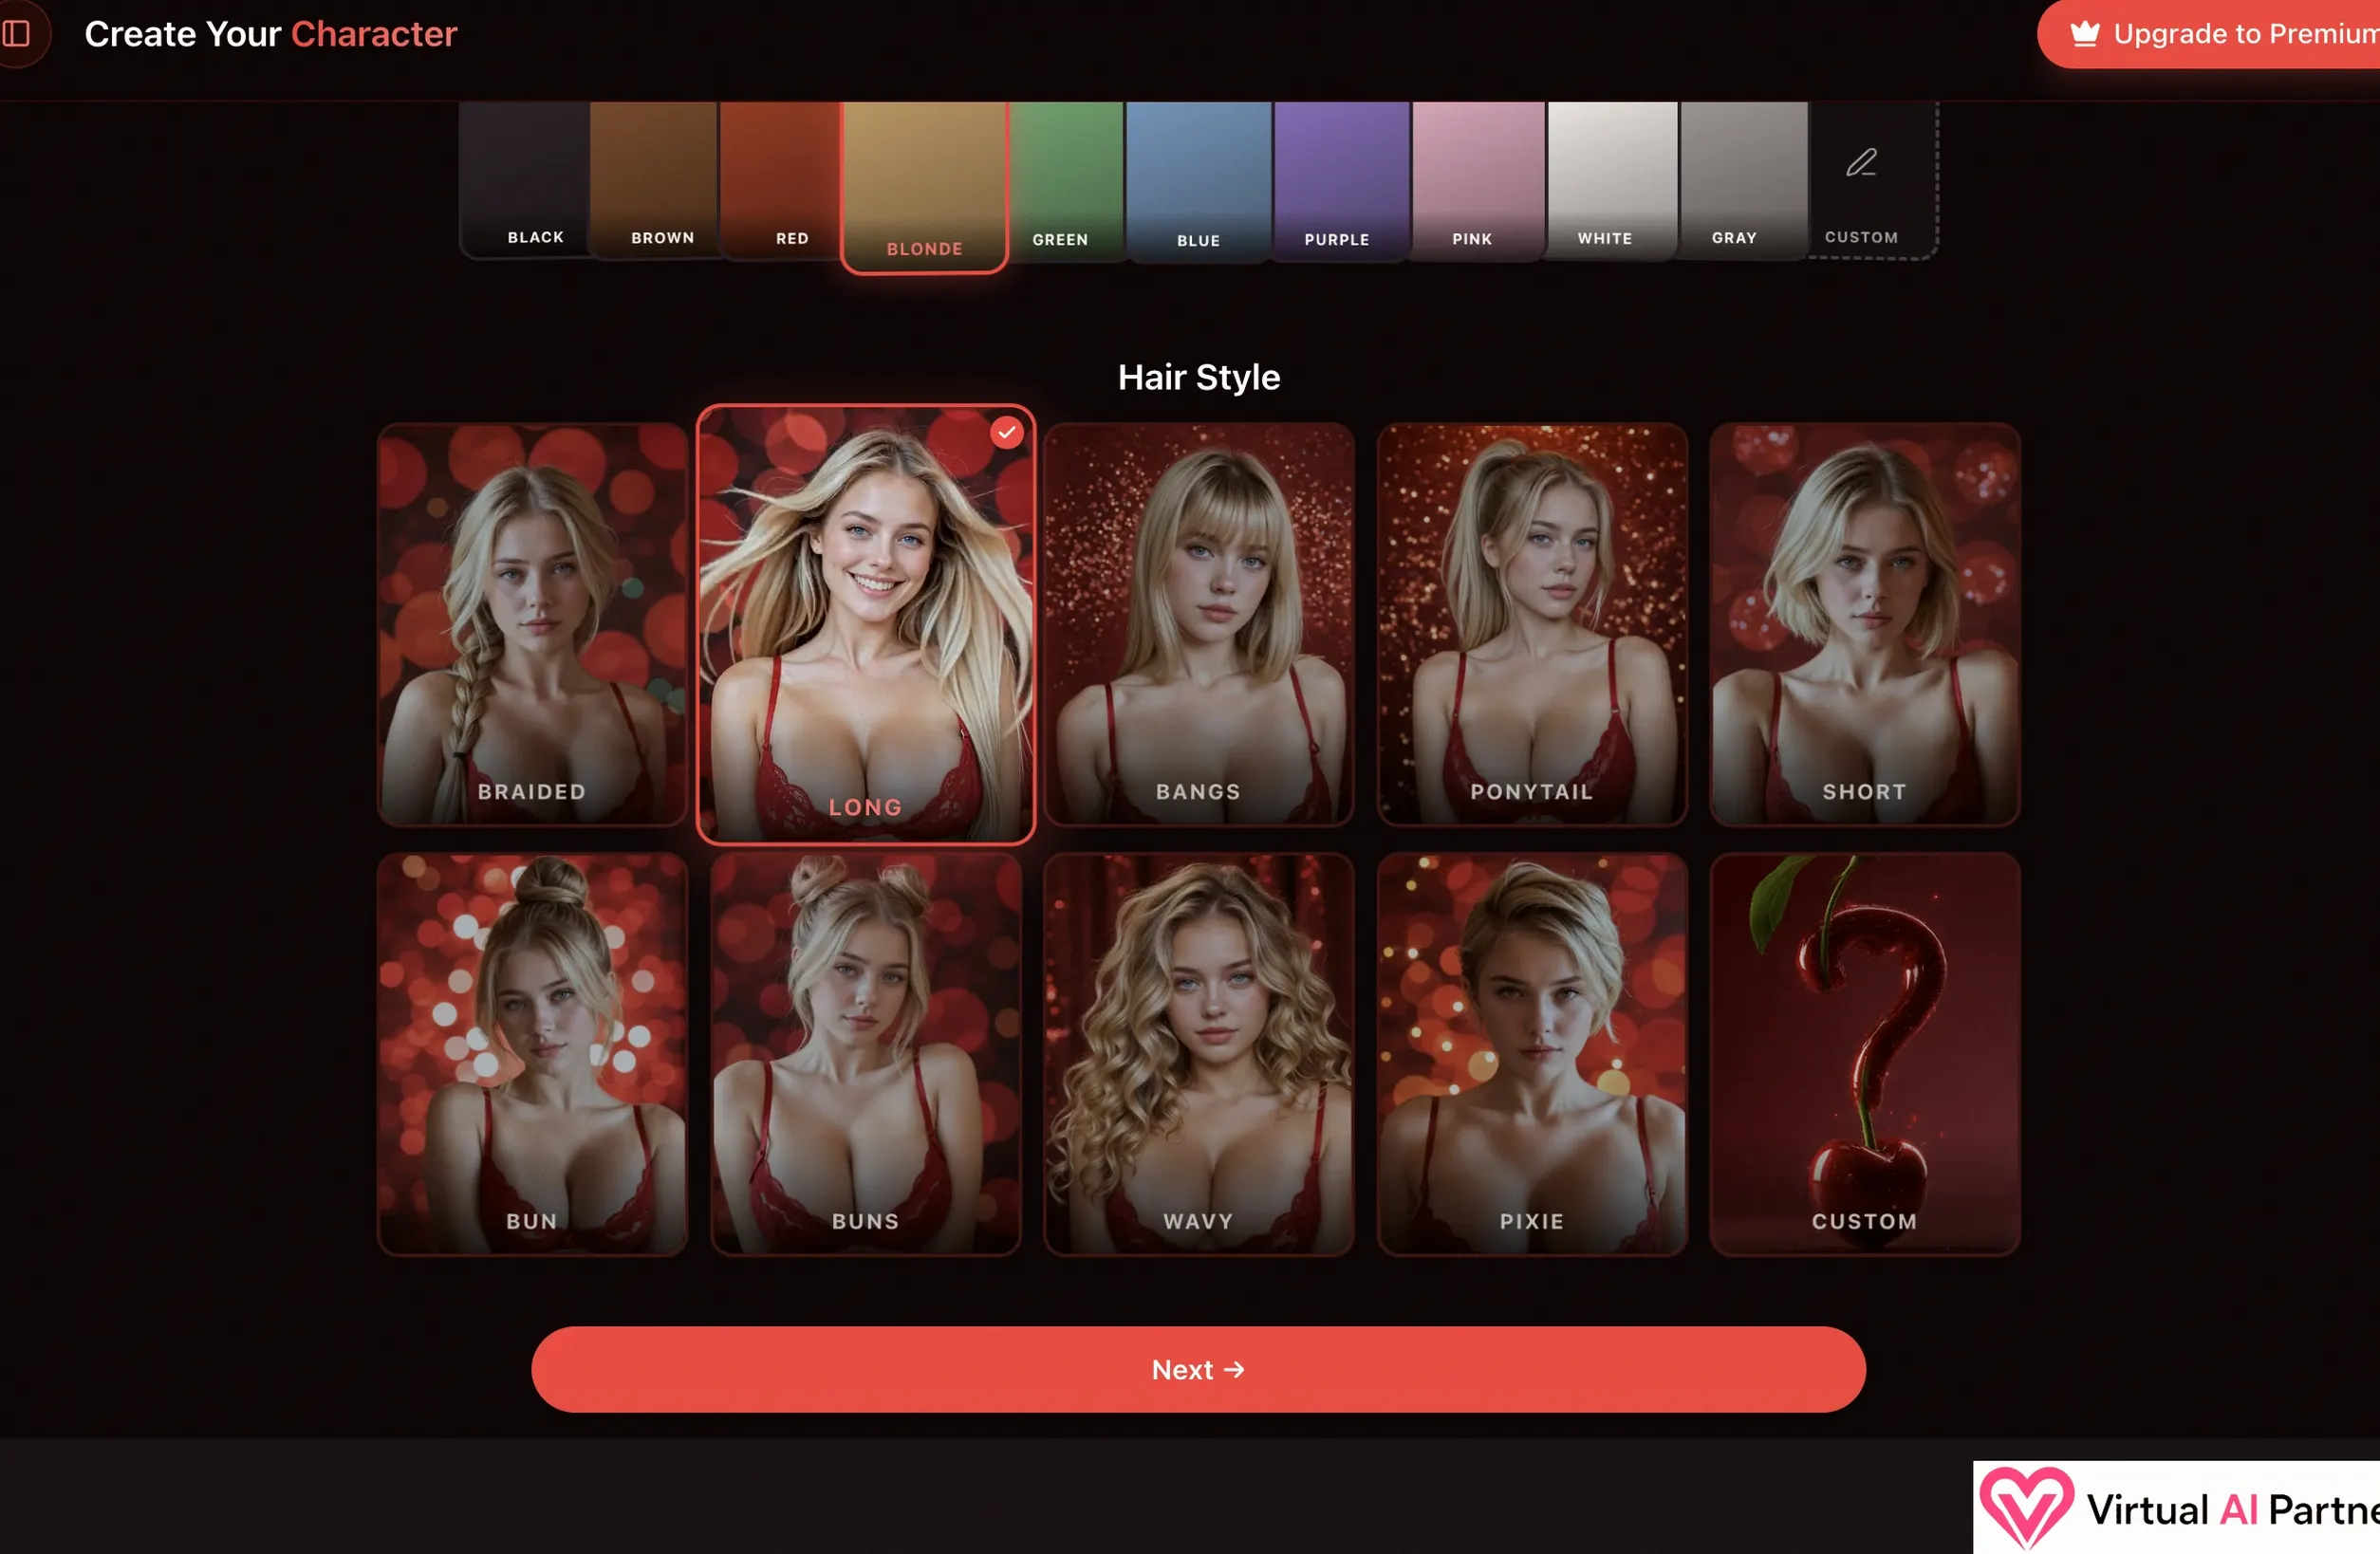 Create Your Character
Upgrade to Premium
BLACK
BROWN
RED
BLONDE
GREEN
BLUE
PURPLE
PINK
WHITE
GRAY
CUSTOM
Hair Style
BRAIDED
LONG
BANGS
PONYTAIL
SHORT
BUN
BUNS
WAVY
PIXIE
CUSTOM
Next →
Virtual AI Partne